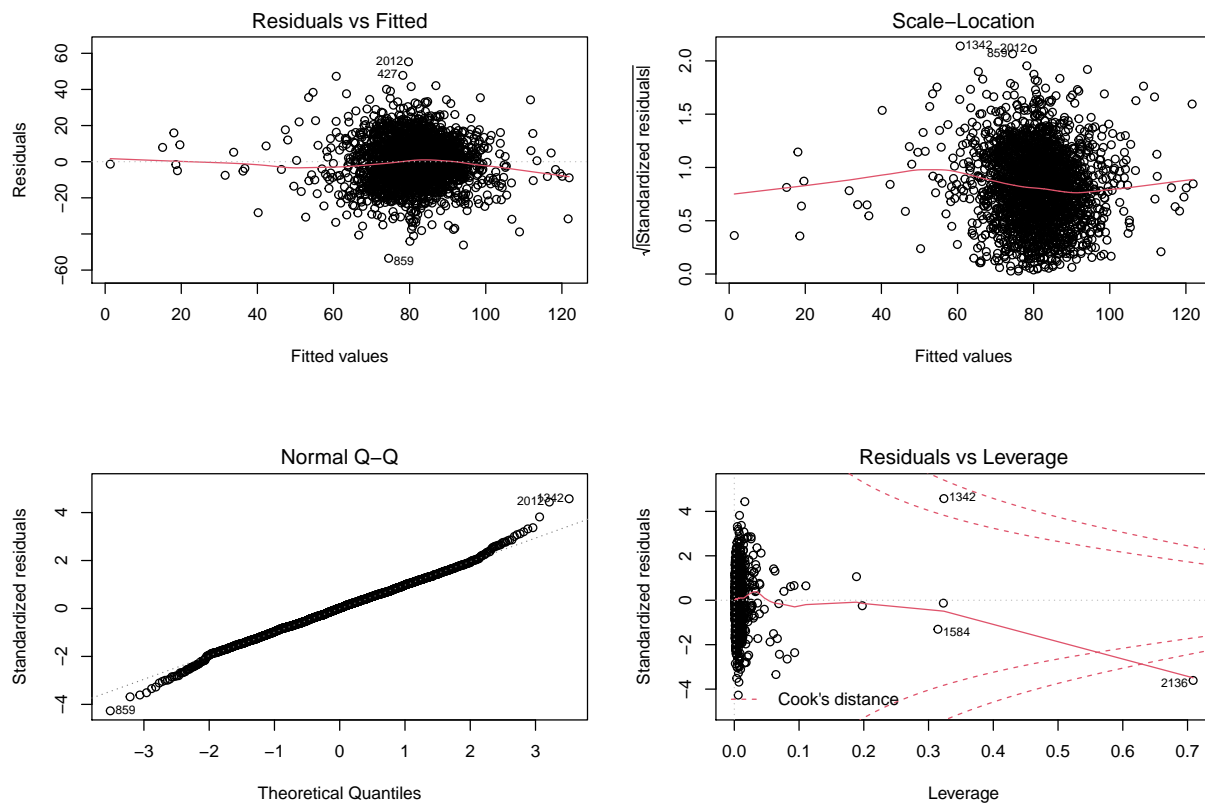 Residuals vs Fitted
60
40
20
0
−20
−60
Residuals
2012
427
859
0 20 40 60 80 100 120
Fitted values
Scale−Location
2.0
1.5
1.0
0.5
0.0
√|Standardized residuals|
1342
2012
859
0 20 40 60 80 100 120
Fitted values
Normal Q−Q
4
2
0
−2
−4
Standardized residuals
2012
1342
859
−3 −2 −1 0 1 2 3
Theoretical Quantiles
Residuals vs Leverage
4
2
0
−2
−4
Standardized residuals
1342
1584
2136
Cook's distance
0.0 0.1 0.2 0.3 0.4 0.5 0.6 0.7
Leverage